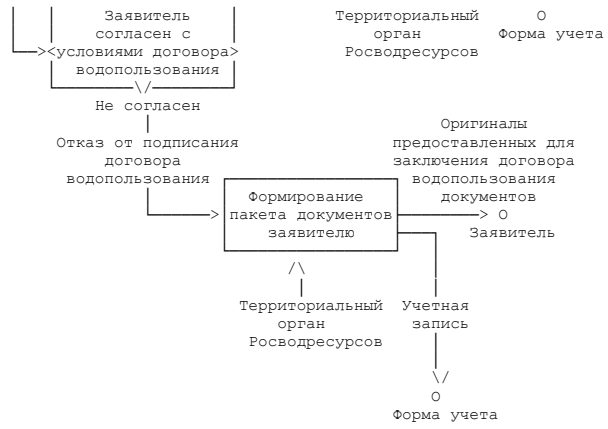 Заявитель
согласен с
условиями договора
водопользования
Территориальный
орган
Росводресурсов
О
Форма учета
Не согласен
Отказ от подписания
договора
водопользования
Формирование
пакета документов
заявителю
Оригиналы
предоставленных для
заключения договора
водопользования
документов
О
Заявитель
Территориальный
орган
Росводресурсов
Учетная
запись
О
Форма учета